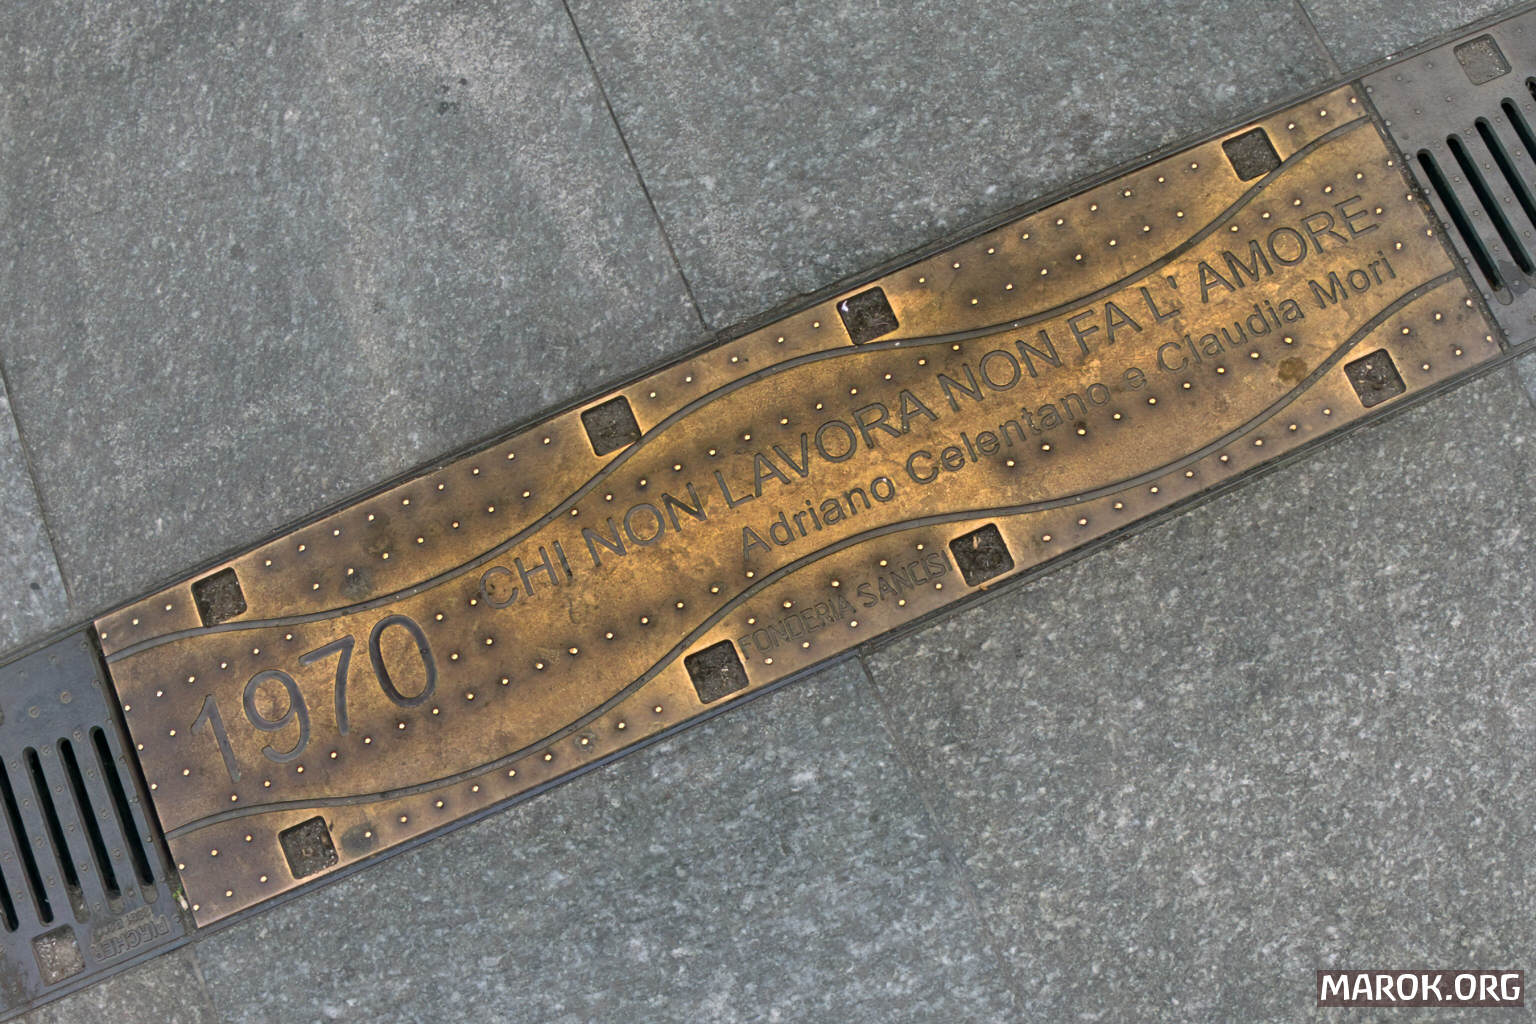 1970
CHI NON LAVORA NON FA L' AMORE
Adriano Celentano e Claudia Mori
FONDERIA SANCISI
MAROK.ORG